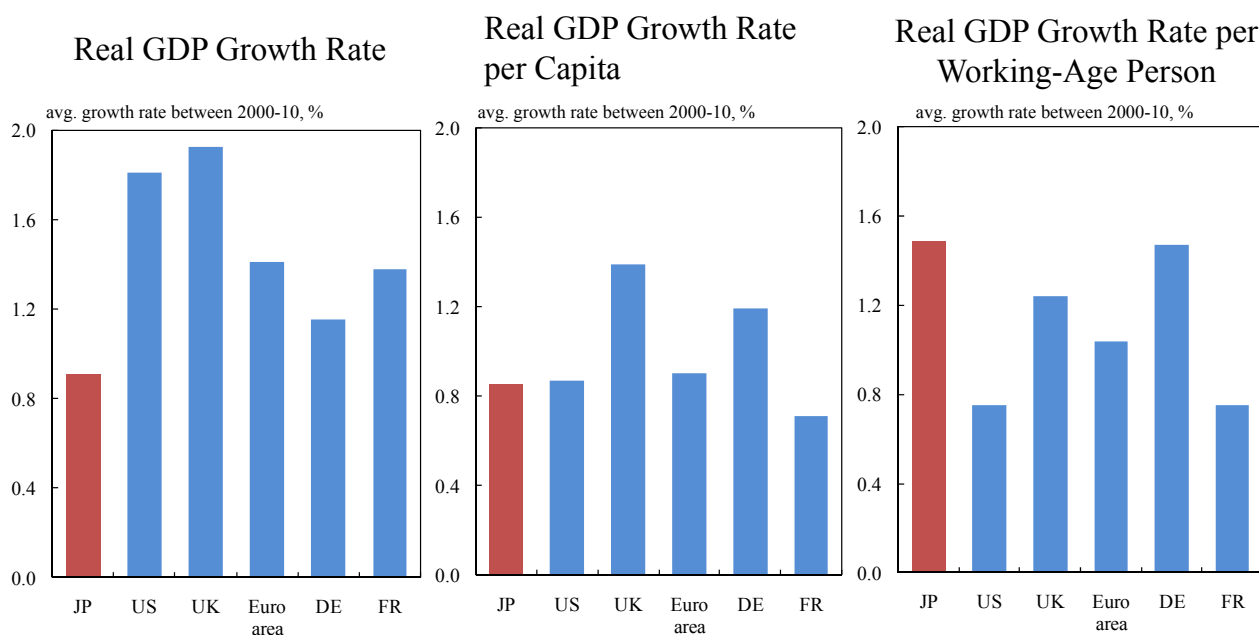 Real GDP Growth Rate
avg. growth rate between 2000-10, %
2.0
1.6
1.2
0.8
0.4
0.0
JP US UK Euro DE FR
area
Real GDP Growth Rate
per Capita
avg. growth rate between 2000-10, %
2.0
1.6
1.2
0.8
0.4
0.0
JP US UK Euro DE FR
area
Real GDP Growth Rate per
Working-Age Person
avg. growth rate between 2000-10, %
2.0
1.6
1.2
0.8
0.4
0.0
JP US UK Euro DE FR
area